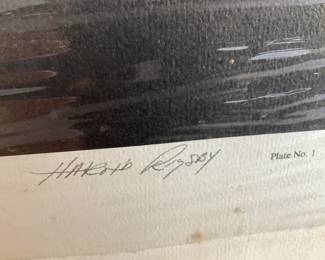 HAROLD RIGSBY
Plate No. 1